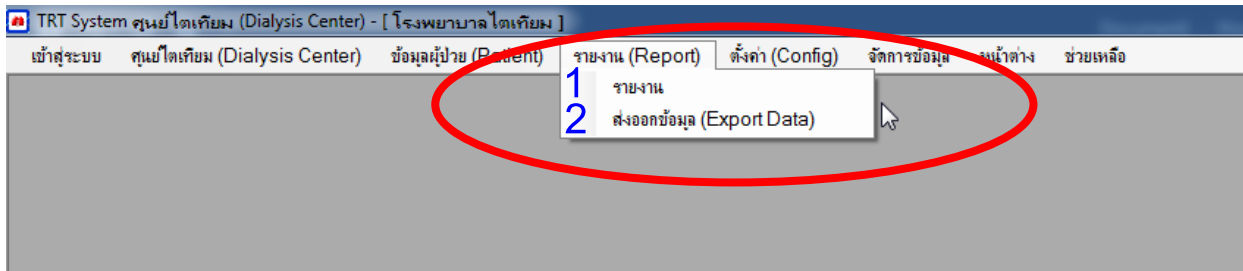 TRT System ศูนย์ไตเทียม (Dialysis Center) - [ โรงพยาบาลไตเทียม ]
เข้าสู่ระบบ ศูนย์ไตเทียม (Dialysis Center) ข้อมูลผู้ป่วย (Patient) รายงาน (Report) ตั้งค่า (Config) จัดการข้อมูล หน้าต่าง ช่วยเหลือ
1 รายงาน
2 ส่งออกข้อมูล (Export Data)